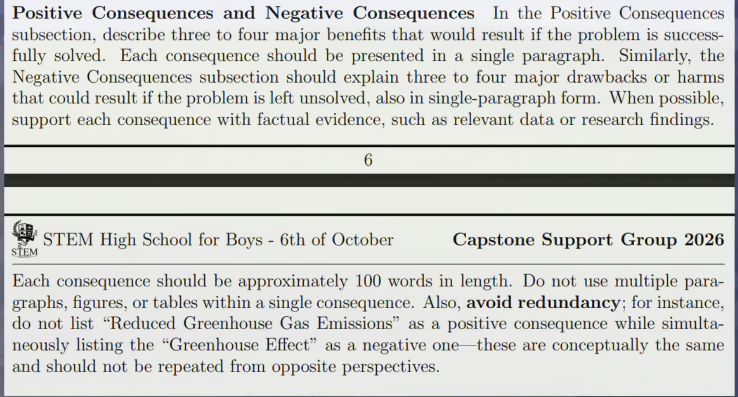 Positive Consequences and Negative Consequences In the Positive Consequences
subsection, describe three to four major benefits that would result if the problem is success-
fully solved. Each consequence should be presented in a single paragraph. Similarly, the
Negative Consequences subsection should explain three to four major drawbacks or harms
that could result if the problem is left unsolved, also in single-paragraph form. When possible,
support each consequence with factual evidence, such as relevant data or research findings.
6
STEM
STEM High School for Boys - 6th of October
Capstone Support Group 2026
Each consequence should be approximately 100 words in length. Do not use multiple para-
graphs, figures, or tables within a single consequence. Also, avoid redundancy; for instance,
do not list “Reduced Greenhouse Gas Emissions” as a positive consequence while simulta-
neously listing the “Greenhouse Effect” as a negative one—these are conceptually the same
and should not be repeated from opposite perspectives.